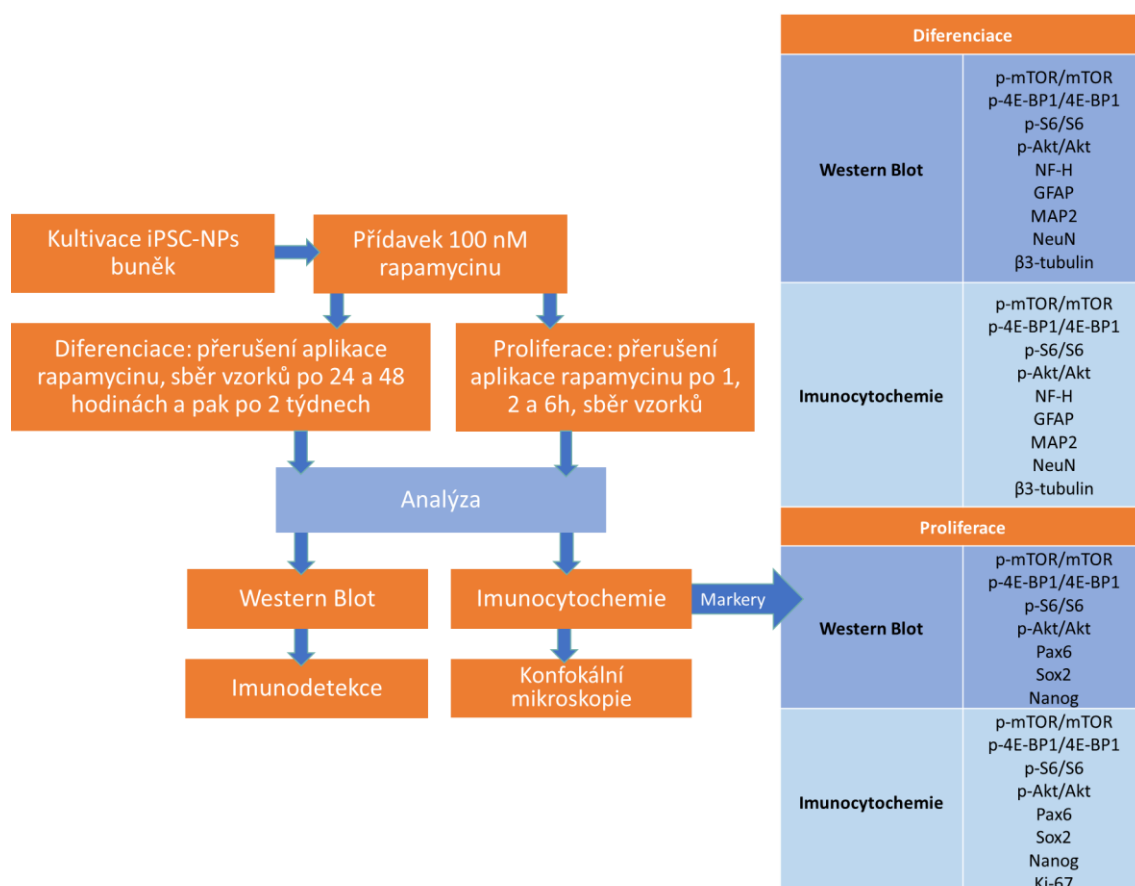 Kultivace iPSC-NPs
buněk
Přídavek 100 nM
rapamycinu
Diferenciace: přerušení aplikace
rapamycinu, sběr vzorků po 24 a 48
hodinách a pak po 2 týdnech
Proliferace: přerušení
aplikace rapamycinu po 1,
2 a 6h, sběr vzorků
Analýza
Western Blot
Imunocytochemie
Markery
Imunodetekce
Konfokální
mikroskopie
Diferenciace
Western Blot
p-mTOR/mTOR
p-4E-BP1/4E-BP1
p-S6/S6
p-Akt/Akt
NF-H
GFAP
MAP2
NeuN
β3-tubulin
Imunocytochemie
p-mTOR/mTOR
p-4E-BP1/4E-BP1
p-S6/S6
p-Akt/Akt
NF-H
GFAP
MAP2
NeuN
β3-tubulin
Proliferace
Western Blot
p-mTOR/mTOR
p-4E-BP1/4E-BP1
p-S6/S6
p-Akt/Akt
Pax6
Sox2
Nanog
Imunocytochemie
p-mTOR/mTOR
p-4E-BP1/4E-BP1
p-S6/S6
p-Akt/Akt
Pax6
Sox2
Nanog
Ki-67